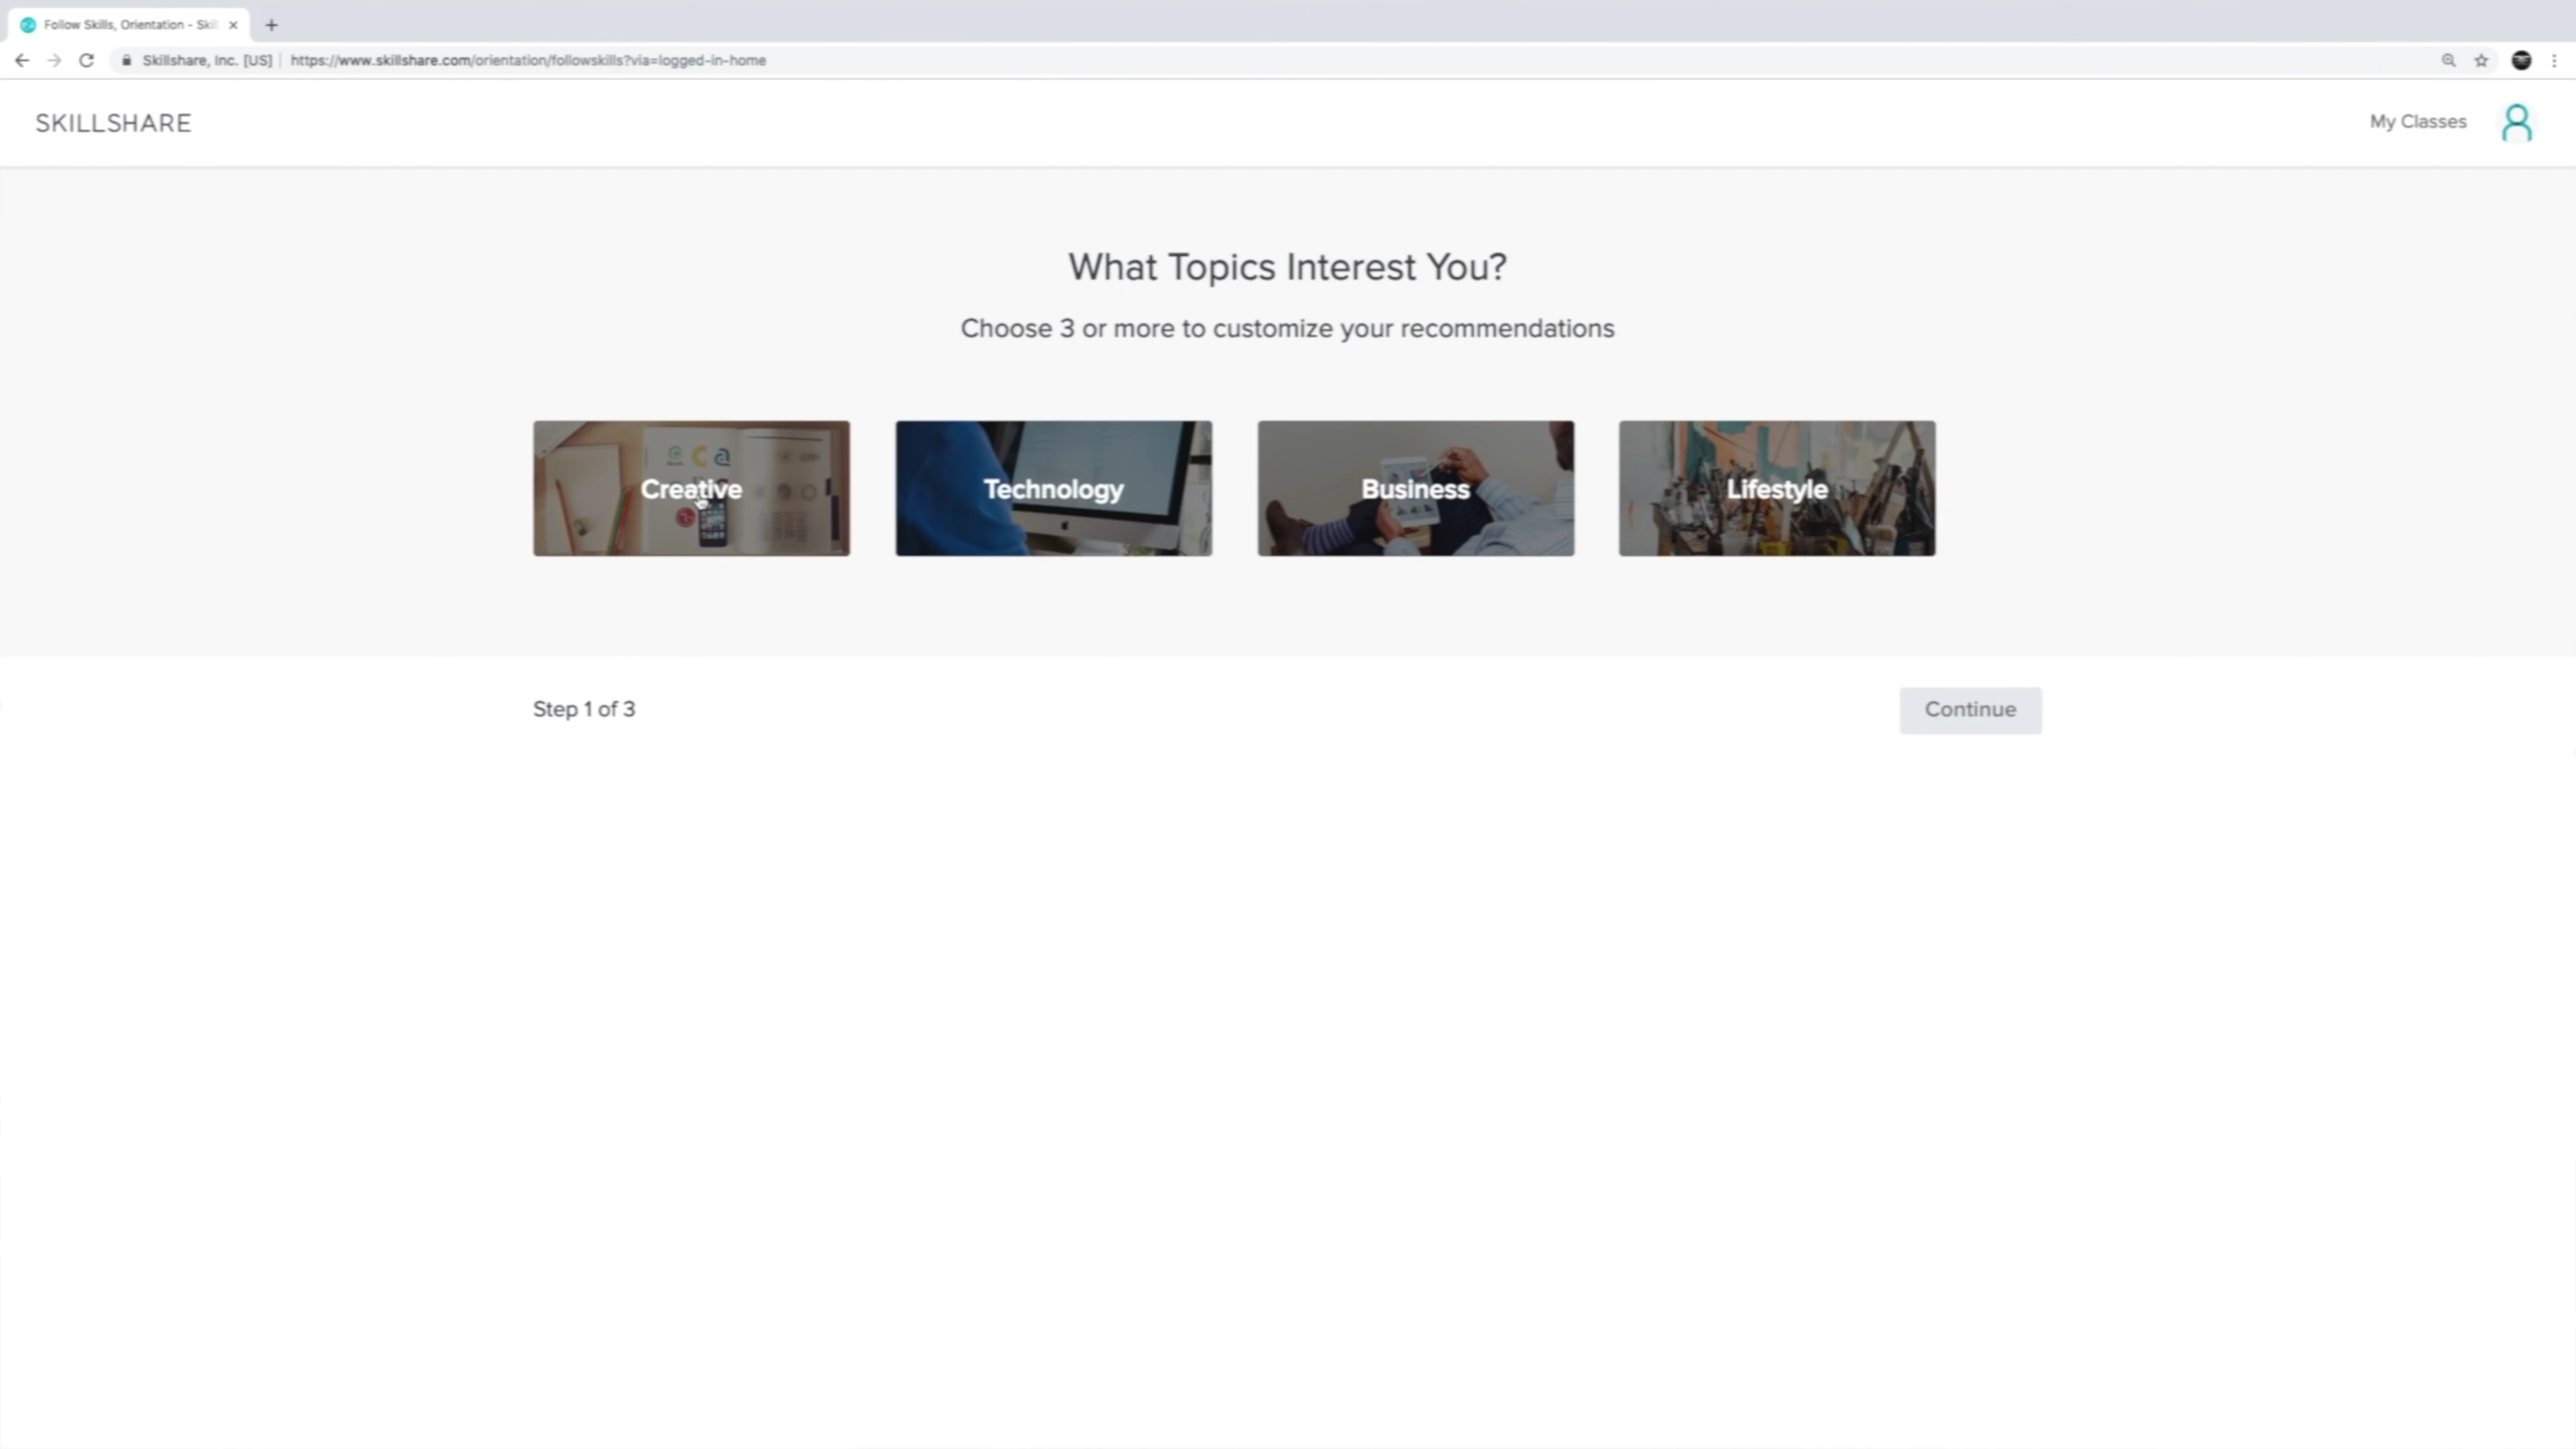 Follow Skills, Orientation - Skil
Skillshare, Inc. [US] | https://www.skillshare.com/orientation/followskills?via=logged-in-home
SKILLSHARE
My Classes
What Topics Interest You?
Choose 3 or more to customize your recommendations
Creative
Technology
Business
Lifestyle
Step 1 of 3
Continue